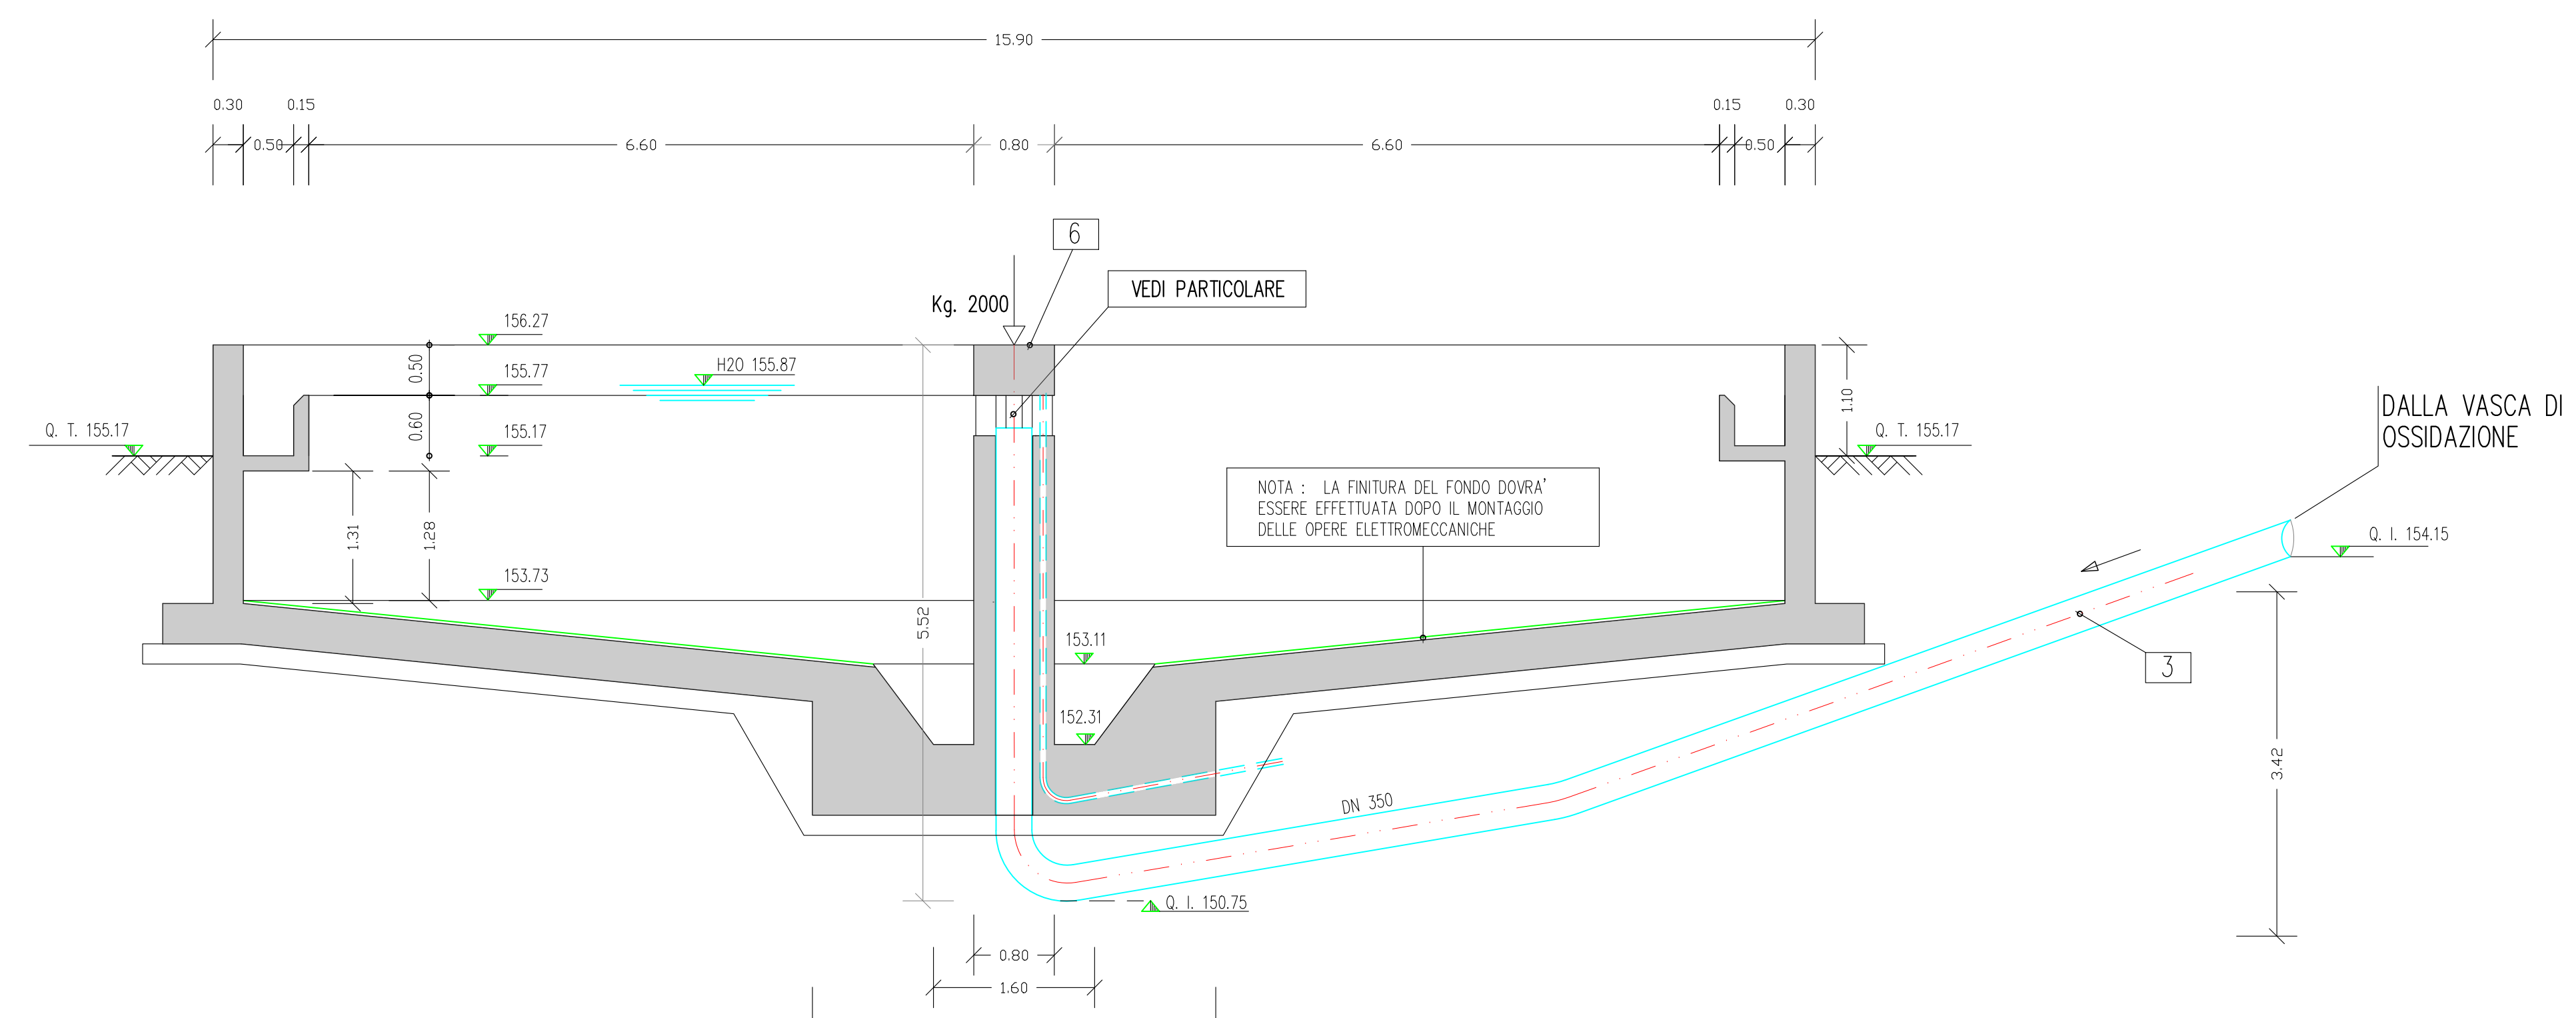 15.90
0.30
0.15
0.15
0.30
0.50
6.60
0.80
6.60
0.50
6
VEDI PARTICOLARE
Kg. 2000
156.27
0.50
H2O 155.87
155.77
1.10
DALLA VASCA DI
OSSIDAZIONE
0.60
Q. T. 155.17
155.17
Q. T. 155.17
NOTA : LA FINITURA DEL FONDO DOVRA'
ESSERE EFFETTUATA DOPO IL MONTAGGIO
DELLE OPERE ELETTROMECCANICHE
1.31
1.28
Q. I. 154.15
153.73
5.52
153.11
3
152.31
3.42
DN 350
Q. I. 150.75
0.80
1.60